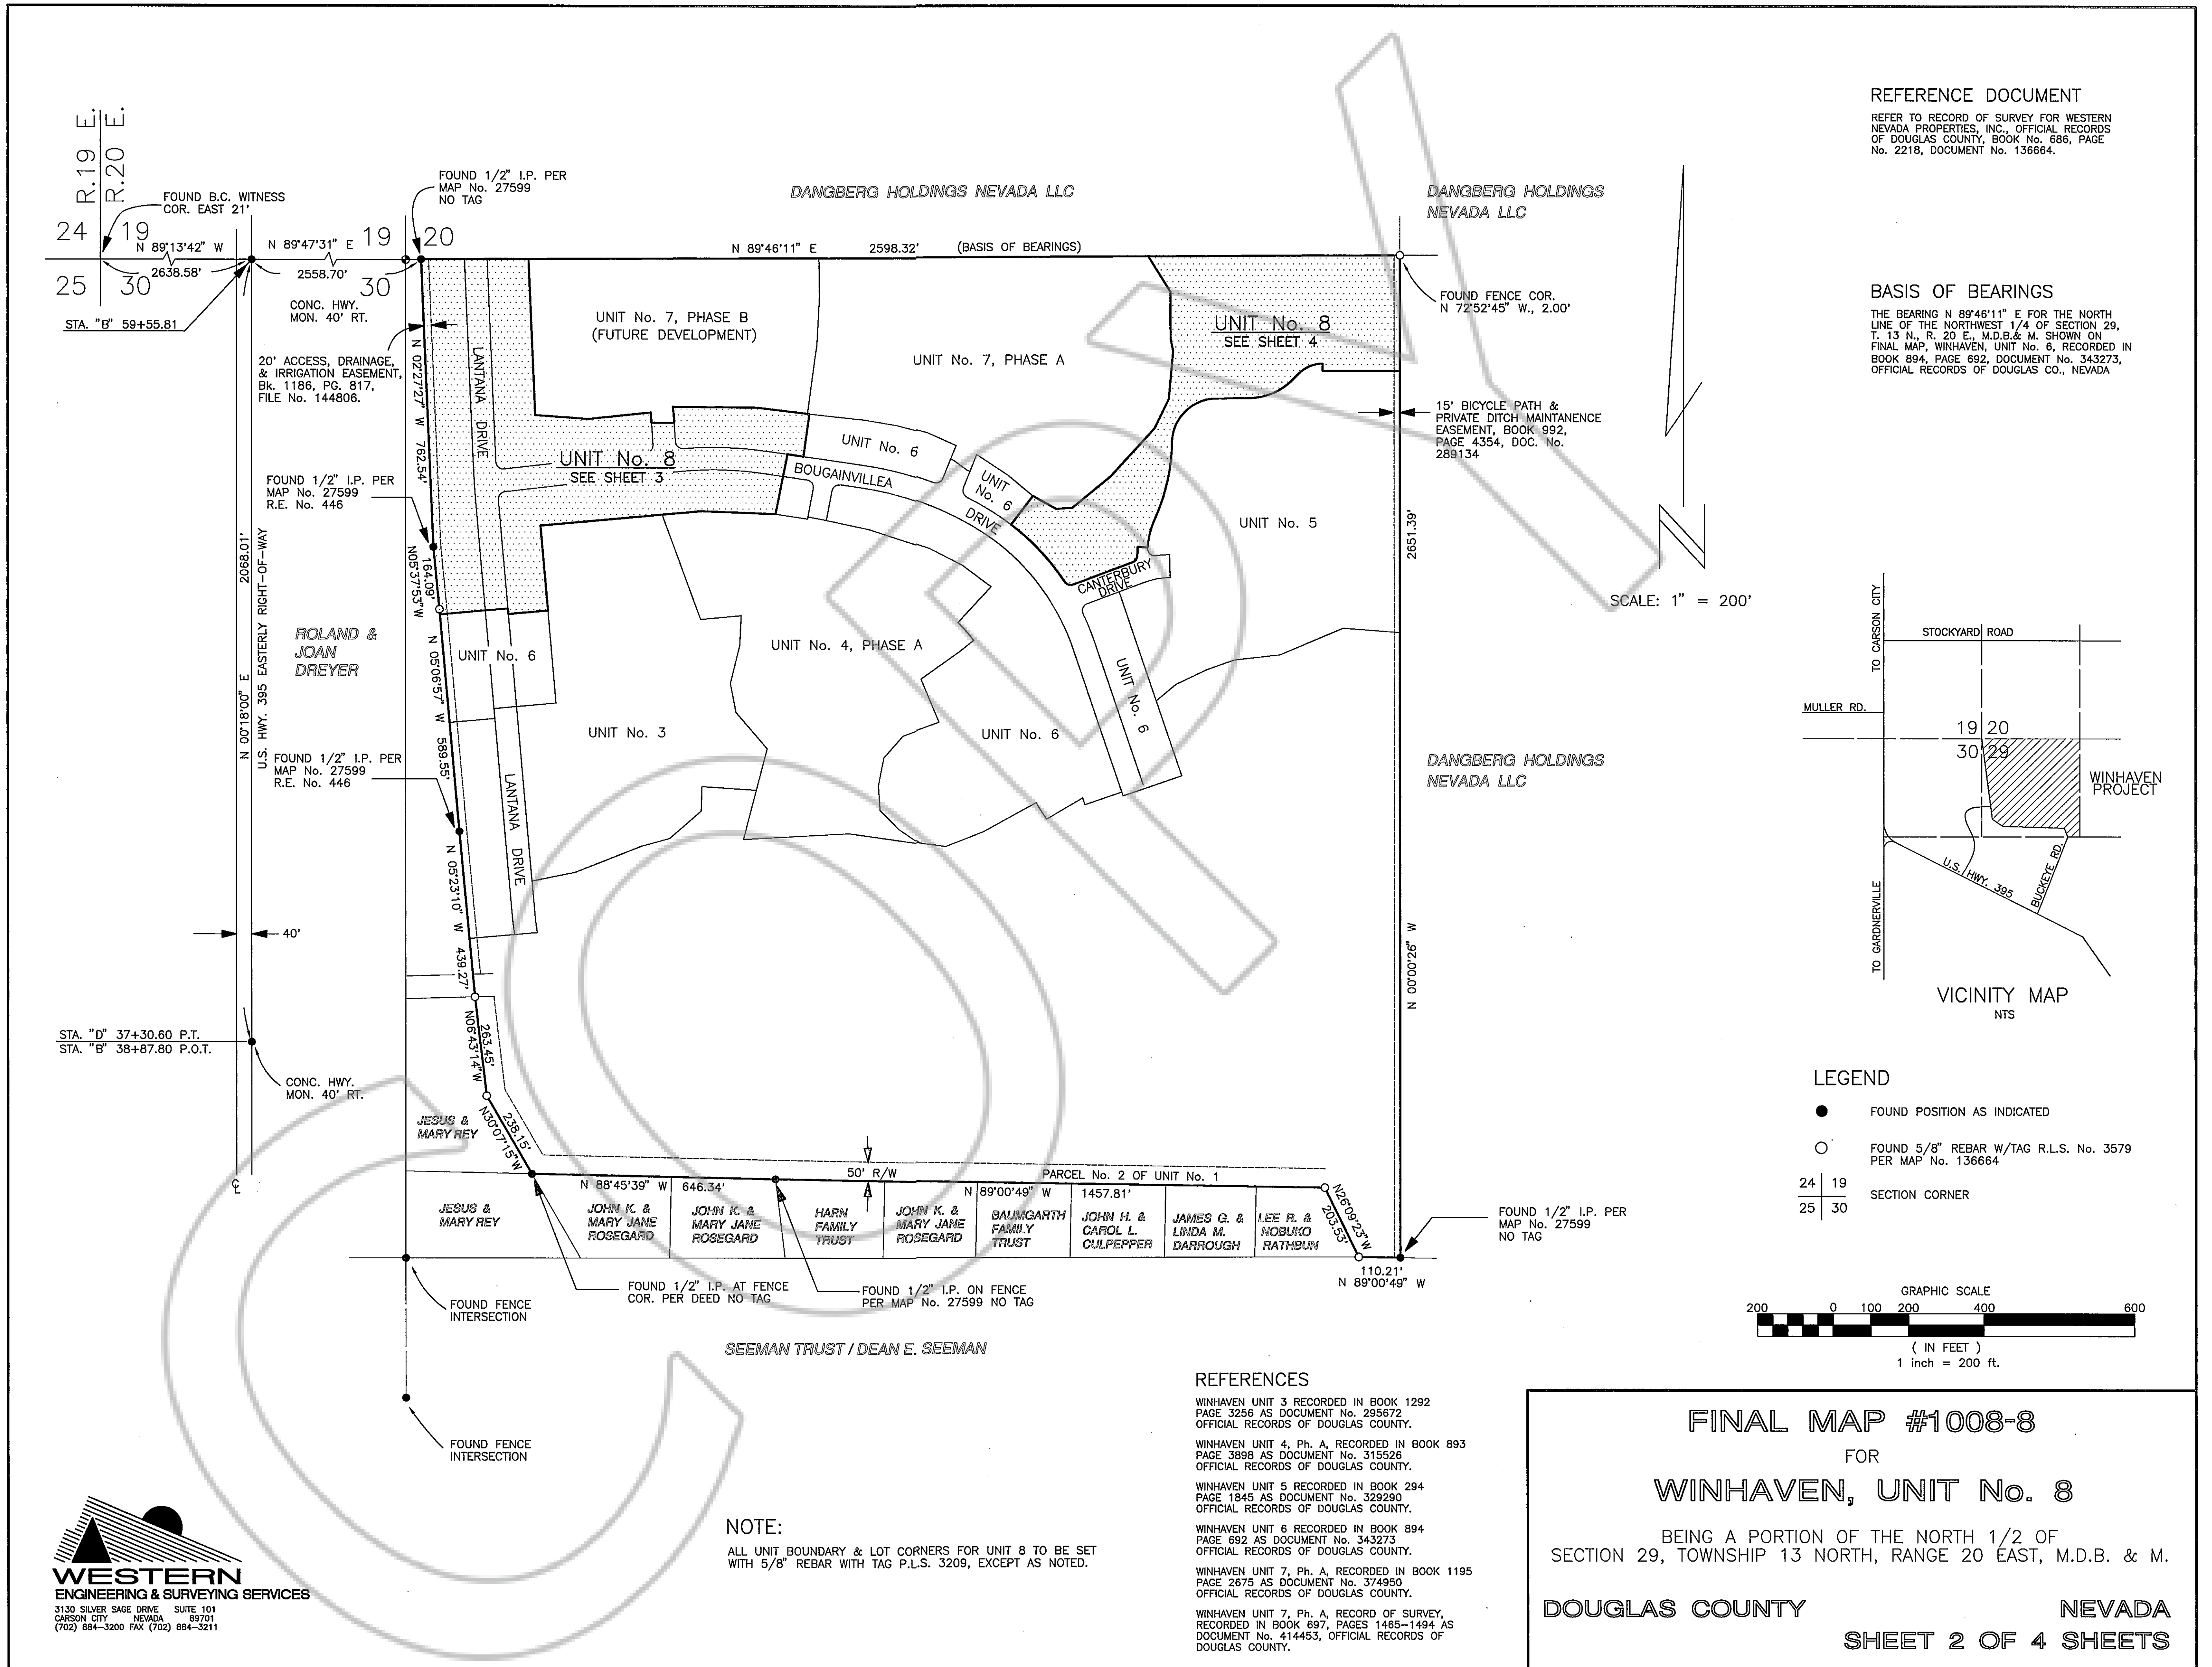 R.19 E.
R.20 E.
FOUND B.C. WITNESS
COR. EAST 21'
24
19
25
30
N 89°13'42" W
2638.58'
N 89°47'31" E
2558.70'
19
20
30
STA. "B" 59+55.81
CONC. HWY.
MON. 40' RT.
FOUND 1/2" I.P. PER
MAP No. 27599
NO TAG
DANGBERG HOLDINGS NEVADA LLC
DANGBERG HOLDINGS
NEVADA LLC
N 89°46'11" E 2598.32' (BASIS OF BEARINGS)
FOUND FENCE COR.
N 72°52'45" W., 2.00'
20' ACCESS, DRAINAGE,
& IRRIGATION EASEMENT,
Bk. 1186, PG. 817,
FILE No. 144806.
N 02°27'27" W 762.54'
LANTANA DRIVE
UNIT No. 7, PHASE B
(FUTURE DEVELOPMENT)
UNIT No. 7, PHASE A
UNIT No. 8
SEE SHEET 4
15' BICYCLE PATH &
PRIVATE DITCH MAINTANENCE
EASEMENT, BOOK 992,
PAGE 4354, DOC. No.
289134
UNIT No. 8
SEE SHEET 3
UNIT No. 6
BOUGAINVILLEA
DRIVE
UNIT
No. 6
UNIT No. 5
FOUND 1/2" I.P. PER
MAP No. 27599
R.E. No. 446
164.09'
N05°37'53"W
2068.01'
N 00°18'00" E
U.S. HWY. 395 EASTERLY RIGHT-OF-WAY
ROLAND &
JOAN
DREYER
CANTERBURY
DRIVE
2651.39'
N 00°00'26" W
UNIT No. 6
N 05°06'57" W 589.55'
UNIT No. 4, PHASE A
UNIT No. 6
UNIT No. 3
UNIT No. 6
FOUND 1/2" I.P. PER
MAP No. 27599
R.E. No. 446
LANTANA DRIVE
DANGBERG HOLDINGS
NEVADA LLC
N 05°23'10" W 439.27'
40'
STA. "D" 37+30.60 P.T.
STA. "B" 38+87.80 P.O.T.
CONC. HWY.
MON. 40' RT.
263.45'
N06°43'14"W
JESUS &
MARY REY
238.15'
N30°07'15"W
50' R/W
PARCEL No. 2 OF UNIT No. 1
N 88°45'39" W 646.34'
N 89°00'49" W 1457.81'
N26°09'23"W
203.53'
JESUS &
MARY REY
JOHN K. &
MARY JANE
ROSEGARD
JOHN K. &
MARY JANE
ROSEGARD
HARN
FAMILY
TRUST
JOHN K. &
MARY JANE
ROSEGARD
BAUMGARTH
FAMILY
TRUST
JOHN H. &
CAROL L.
CULPEPPER
JAMES G. &
LINDA M.
DARROUGH
LEE R. &
NOBUKO
RATHBUN
FOUND 1/2" I.P. PER
MAP No. 27599
NO TAG
110.21'
N 89°00'49" W
FOUND 1/2" I.P. AT FENCE
COR. PER DEED NO TAG
FOUND 1/2" I.P. ON FENCE
PER MAP No. 27599 NO TAG
FOUND FENCE
INTERSECTION
SEEMAN TRUST / DEAN E. SEEMAN
FOUND FENCE
INTERSECTION
REFERENCE DOCUMENT
REFER TO RECORD OF SURVEY FOR WESTERN
NEVADA PROPERTIES, INC., OFFICIAL RECORDS
OF DOUGLAS COUNTY, BOOK No. 686, PAGE
No. 2218, DOCUMENT No. 136664.
BASIS OF BEARINGS
THE BEARING N 89°46'11" E FOR THE NORTH
LINE OF THE NORTHWEST 1/4 OF SECTION 29,
T. 13 N., R. 20 E., M.D.B.& M. SHOWN ON
FINAL MAP, WINHAVEN, UNIT No. 6, RECORDED IN
BOOK 894, PAGE 692, DOCUMENT No. 343273,
OFFICIAL RECORDS OF DOUGLAS CO., NEVADA
N
SCALE: 1" = 200'
TO CARSON CITY
STOCKYARD ROAD
MULLER RD.
19 20
30 29
WINHAVEN
PROJECT
U.S. HWY. 395
BUCKEYE RD.
TO GARDNERVILLE
VICINITY MAP
NTS
LEGEND
FOUND POSITION AS INDICATED
FOUND 5/8" REBAR W/TAG R.L.S. No. 3579
PER MAP No. 136664
24 19
25 30
SECTION CORNER
GRAPHIC SCALE
200 0 100 200 400 600
( IN FEET )
1 inch = 200 ft.
REFERENCES
WINHAVEN UNIT 3 RECORDED IN BOOK 1292
PAGE 3256 AS DOCUMENT No. 295672
OFFICIAL RECORDS OF DOUGLAS COUNTY.
WINHAVEN UNIT 4, Ph. A, RECORDED IN BOOK 893
PAGE 3898 AS DOCUMENT No. 315526
OFFICIAL RECORDS OF DOUGLAS COUNTY.
WINHAVEN UNIT 5 RECORDED IN BOOK 294
PAGE 1845 AS DOCUMENT No. 329290
OFFICIAL RECORDS OF DOUGLAS COUNTY.
WINHAVEN UNIT 6 RECORDED IN BOOK 894
PAGE 692 AS DOCUMENT No. 343273
OFFICIAL RECORDS OF DOUGLAS COUNTY.
WINHAVEN UNIT 7, Ph. A, RECORDED IN BOOK 1195
PAGE 2675 AS DOCUMENT No. 374950
OFFICIAL RECORDS OF DOUGLAS COUNTY.
WINHAVEN UNIT 7, Ph. A, RECORD OF SURVEY,
RECORDED IN BOOK 697, PAGES 1465-1494 AS
DOCUMENT No. 414453, OFFICIAL RECORDS OF
DOUGLAS COUNTY.
NOTE:
ALL UNIT BOUNDARY & LOT CORNERS FOR UNIT 8 TO BE SET
WITH 5/8" REBAR WITH TAG P.L.S. 3209, EXCEPT AS NOTED.
WESTERN
ENGINEERING & SURVEYING SERVICES
3130 SILVER SAGE DRIVE SUITE 101
CARSON CITY NEVADA 89701
(702) 884-3200 FAX (702) 884-3211
FINAL MAP #1008-8
FOR
WINHAVEN, UNIT No. 8
BEING A PORTION OF THE NORTH 1/2 OF
SECTION 29, TOWNSHIP 13 NORTH, RANGE 20 EAST, M.D.B. & M.
DOUGLAS COUNTY NEVADA
SHEET 2 OF 4 SHEETS
COPY